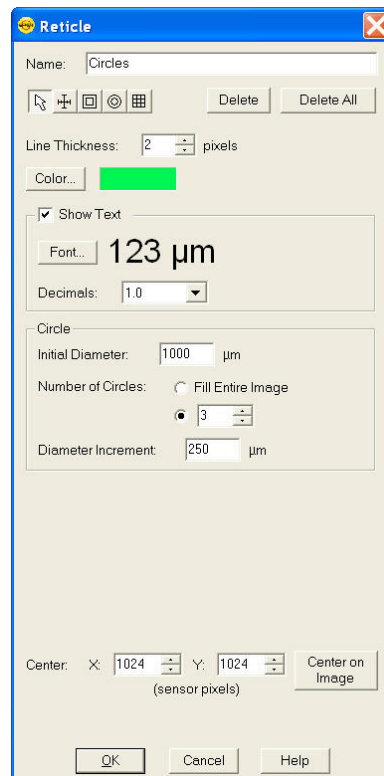 Reticle
Name: Circles
Delete Delete All
Line Thickness: 2 pixels
Color...
Show Text
Font... 123 µm
Decimals: 1.0
Circle
Initial Diameter: 1000 µm
Number of Circles: Fill Entire Image
3
Diameter Increment: 250 µm
Center: X: 1024 Y: 1024 Center on Image
(sensor pixels)
OK Cancel Help